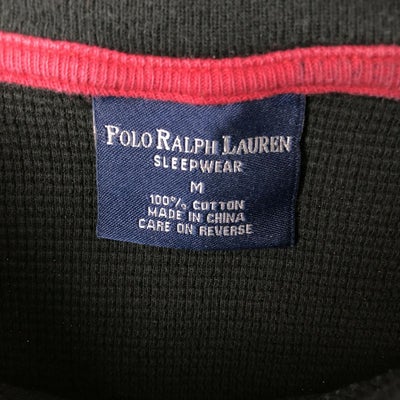 POLO RALPH LAUREN
SLEEPWEAR
M
100% COTTON
MADE IN CHINA
CARE ON REVERSE